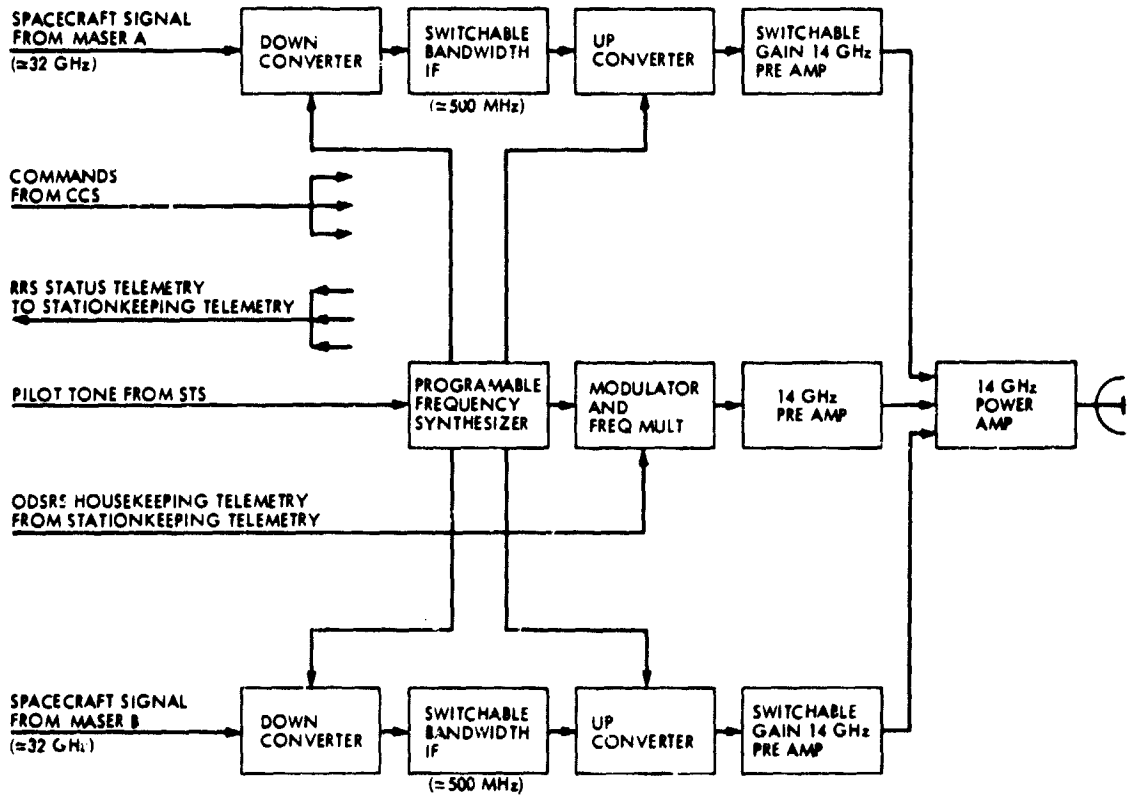 SPACECRAFT SIGNAL
FROM MASER A
(≃32 GHz)
DOWN
CONVERTER
SWITCHABLE
BANDWIDTH
IF
(≃500 MHz)
UP
CONVERTER
SWITCHABLE
GAIN 14 GHz
PRE AMP
COMMANDS
FROM CCS
RRS STATUS TELEMETRY
TO STATIONKEEPING TELEMETRY
PILOT TONE FROM STS
PROGRAMABLE
FREQUENCY
SYNTHESIZER
MODULATOR
AND
FREQ MULT
14 GHz
PRE AMP
14 GHz
POWER
AMP
ODSRS HOUSEKEEPING TELEMETRY
FROM STATIONKEEPING TELEMETRY
SPACECRAFT SIGNAL
FROM MASER B
(≃32 GHz)
DOWN
CONVERTER
SWITCHABLE
BANDWIDTH
IF
(≃500 MHz)
UP
CONVERTER
SWITCHABLE
GAIN 14 GHz
PRE AMP